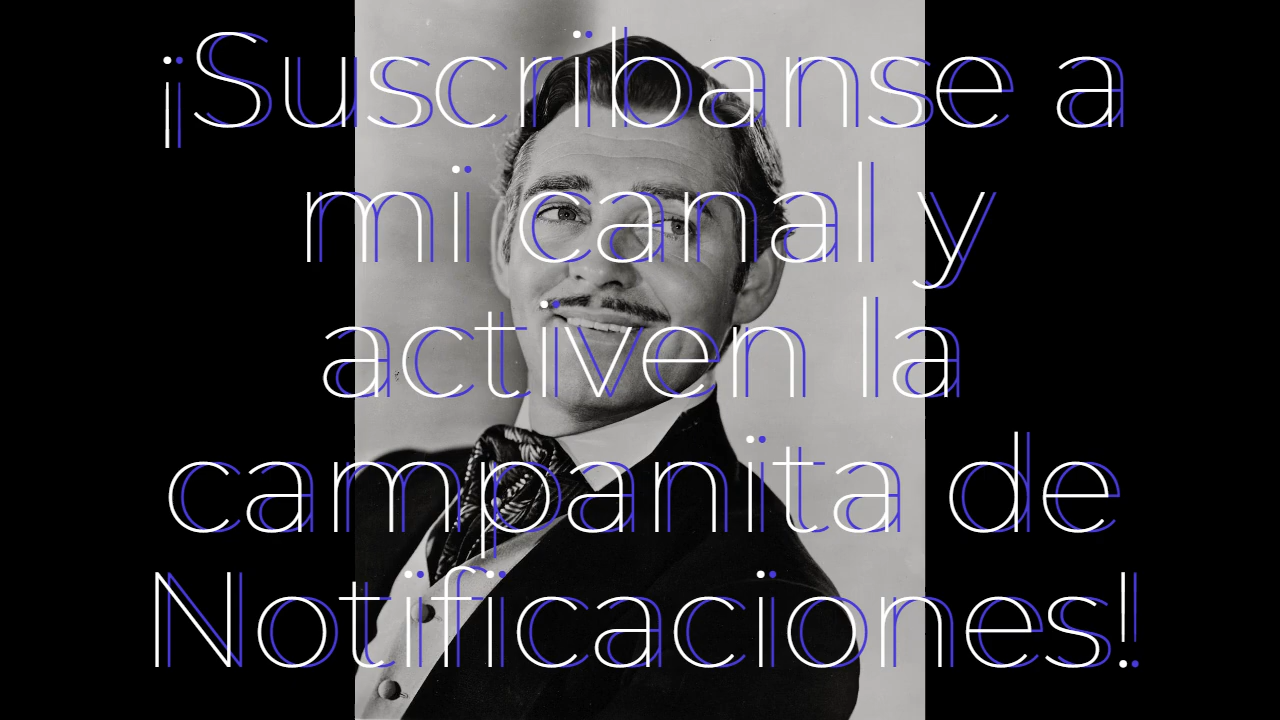 ¡Suscribanse a
mi canal y
activen la
campanita de
Notificaciones!